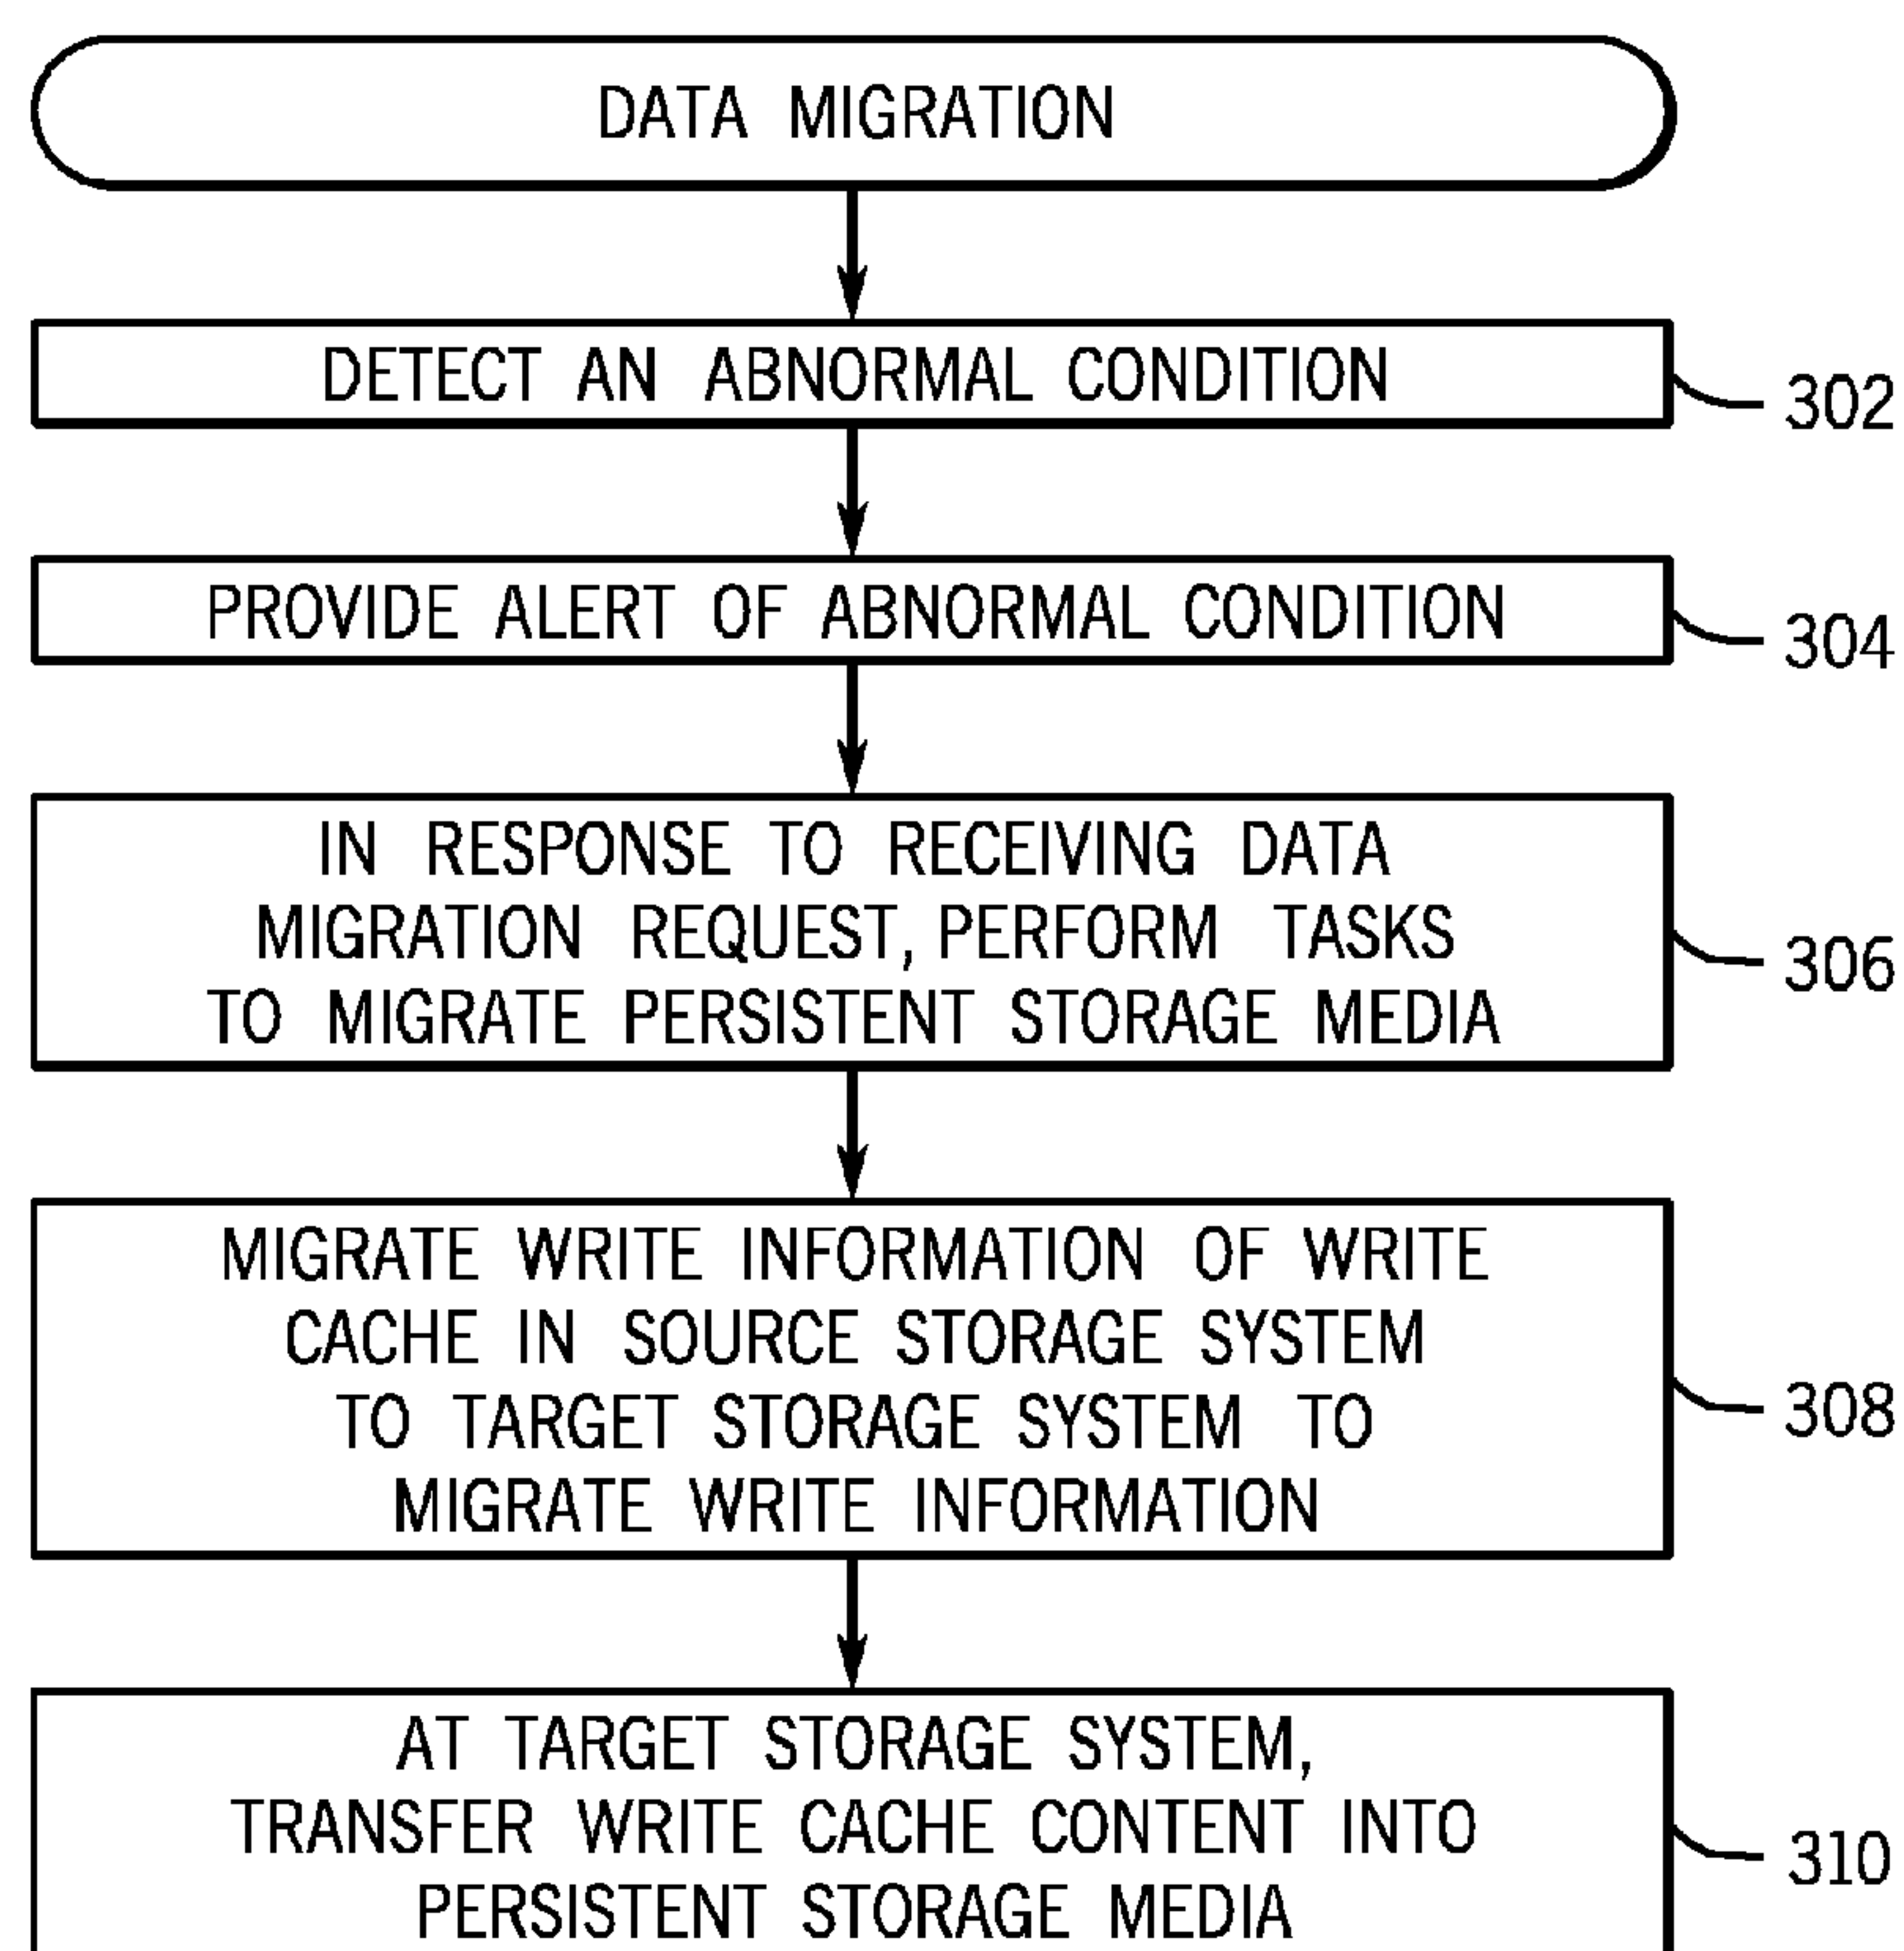 DATA MIGRATION
DETECT AN ABNORMAL CONDITION
302
PROVIDE ALERT OF ABNORMAL CONDITION
304
IN RESPONSE TO RECEIVING DATA
MIGRATION REQUEST, PERFORM TASKS
TO MIGRATE PERSISTENT STORAGE MEDIA
306
MIGRATE WRITE INFORMATION OF WRITE
CACHE IN SOURCE STORAGE SYSTEM
TO TARGET STORAGE SYSTEM TO
MIGRATE WRITE INFORMATION
308
AT TARGET STORAGE SYSTEM,
TRANSFER WRITE CACHE CONTENT INTO
PERSISTENT STORAGE MEDIA
310